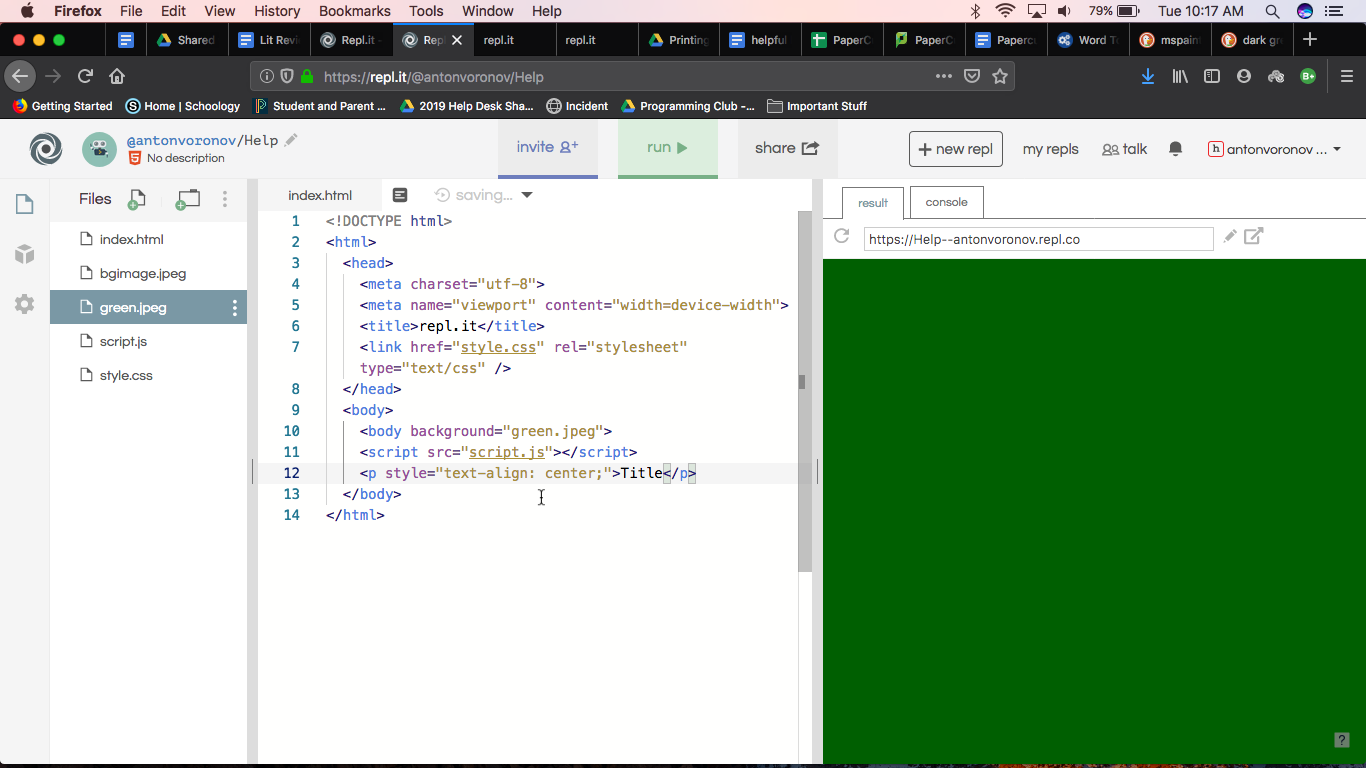 Firefox File Edit View History Bookmarks Tools Window Help 79% Tue 10:17 AM
Shared Lit Revi Repl.it - Rep repl.it repl.it Printing helpful PaperC PaperC Paperc Word T mspain dark gr
https://repl.it/@antonvoronov/Help
B+
Getting Started Home | Schoology Student and Parent ... 2019 Help Desk Sha... Incident Programming Club -... Important Stuff
@antonvoronov/Help
No description
invite run share + new repl my repls talk h antonvoronov ...
Files
index.html
bgimage.jpeg
green.jpeg
script.js
style.css
index.html saving...
1 <!DOCTYPE html>
2 <html>
3 <head>
4 <meta charset="utf-8">
5 <meta name="viewport" content="width=device-width">
6 <title>repl.it</title>
7 <link href="style.css" rel="stylesheet"
type="text/css" />
8 </head>
9 <body>
10 <body background="green.jpeg">
11 <script src="script.js"></script>
12 <p style="text-align: center;">Title</p>
13 </body>
14 </html>
result console
https://Help--antonvoronov.repl.co
?